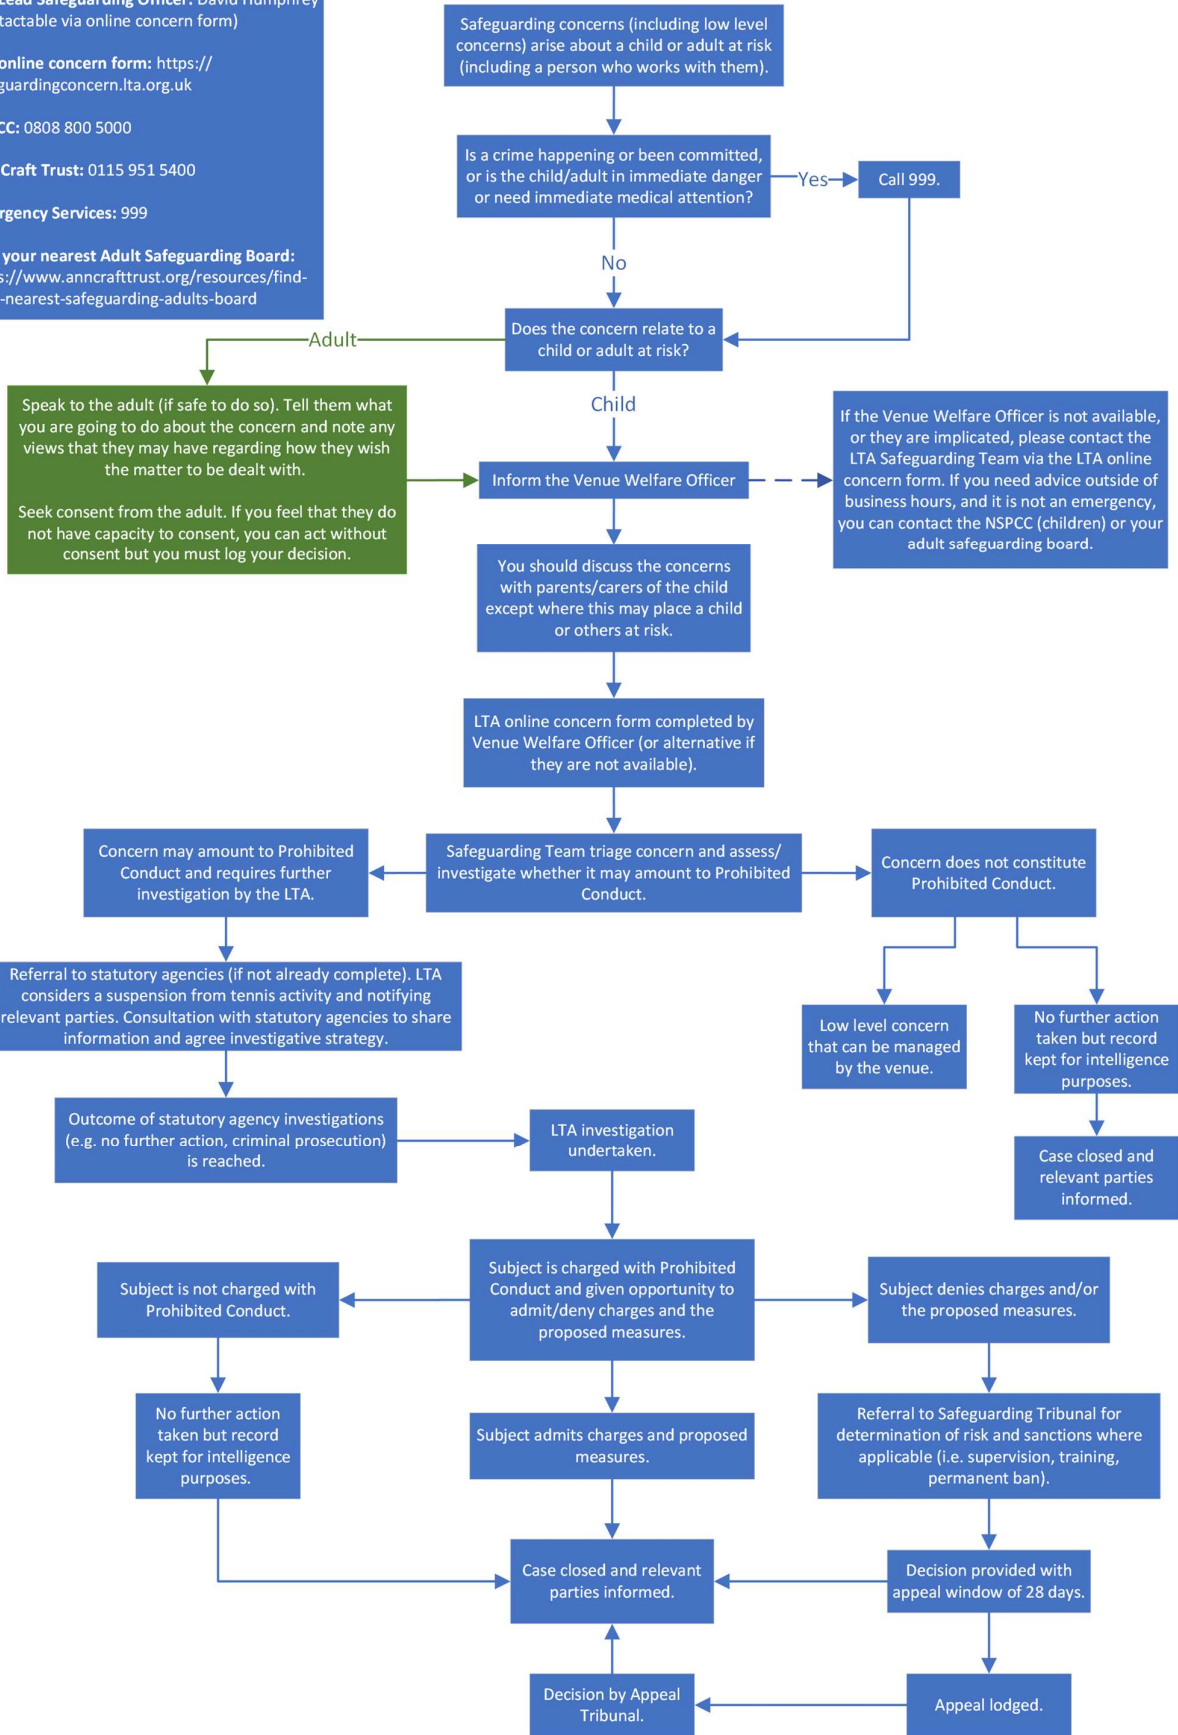 Lead Safeguarding Officer: David Humphrey
tactable via online concern form)
online concern form: https://
guardingconcern.lta.org.uk
CC: 0808 800 5000
Craft Trust: 0115 951 5400
rgency Services: 999
your nearest Adult Safeguarding Board:
s://www.anncrafttrust.org/resources/find-
-nearest-safeguarding-adults-board
Safeguarding concerns (including low level
concerns) arise about a child or adult at risk
(including a person who works with them).
Is a crime happening or been committed,
or is the child/adult in immediate danger
or need immediate medical attention?
Yes
Call 999.
No
Does the concern relate to a
child or adult at risk?
Adult
Child
Speak to the adult (if safe to do so). Tell them what
you are going to do about the concern and note any
views that they may have regarding how they wish
the matter to be dealt with.
Seek consent from the adult. If you feel that they do
not have capacity to consent, you can act without
consent but you must log your decision.
Inform the Venue Welfare Officer
If the Venue Welfare Officer is not available,
or they are implicated, please contact the
LTA Safeguarding Team via the LTA online
concern form. If you need advice outside of
business hours, and it is not an emergency,
you can contact the NSPCC (children) or your
adult safeguarding board.
You should discuss the concerns
with parents/carers of the child
except where this may place a child
or others at risk.
LTA online concern form completed by
Venue Welfare Officer (or alternative if
they are not available).
Concern may amount to Prohibited
Conduct and requires further
investigation by the LTA.
Safeguarding Team triage concern and assess/
investigate whether it may amount to Prohibited
Conduct.
Concern does not constitute
Prohibited Conduct.
Referral to statutory agencies (if not already complete). LTA
considers a suspension from tennis activity and notifying
relevant parties. Consultation with statutory agencies to share
information and agree investigative strategy.
Low level concern
that can be managed
by the venue.
No further action
taken but record
kept for intelligence
purposes.
Outcome of statutory agency investigations
(e.g. no further action, criminal prosecution)
is reached.
LTA investigation
undertaken.
Case closed and
relevant parties
informed.
Subject is not charged with
Prohibited Conduct.
Subject is charged with Prohibited
Conduct and given opportunity to
admit/deny charges and the
proposed measures.
Subject denies charges and/or
the proposed measures.
No further action
taken but record
kept for intelligence
purposes.
Subject admits charges and proposed
measures.
Referral to Safeguarding Tribunal for
determination of risk and sanctions where
applicable (i.e. supervision, training,
permanent ban).
Case closed and relevant
parties informed.
Decision provided with
appeal window of 28 days.
Decision by Appeal
Tribunal.
Appeal lodged.